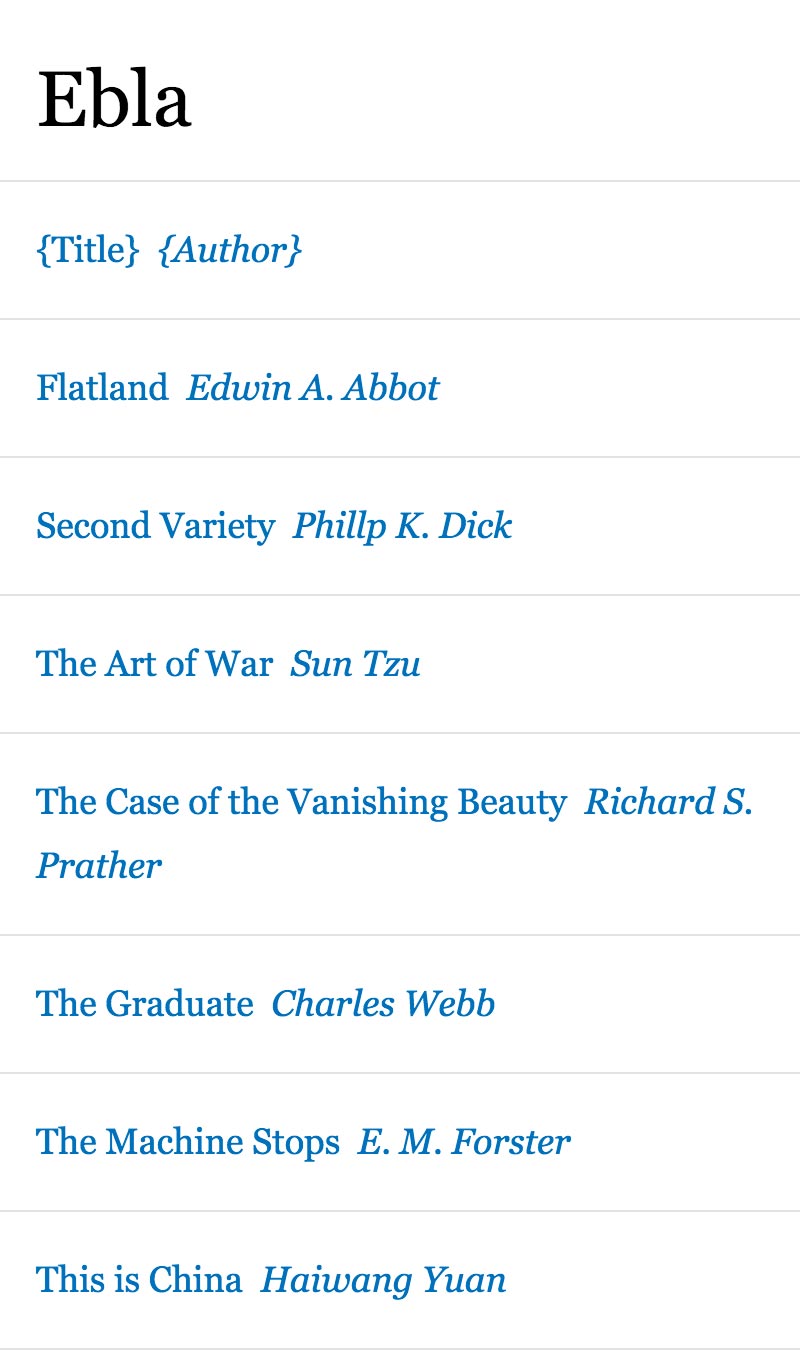 Ebla
{Title} {Author}
Flatland Edwin A. Abbot
Second Variety Phillp K. Dick
The Art of War Sun Tzu
The Case of the Vanishing Beauty Richard S.
Prather
The Graduate Charles Webb
The Machine Stops E. M. Forster
This is China Haiwang Yuan